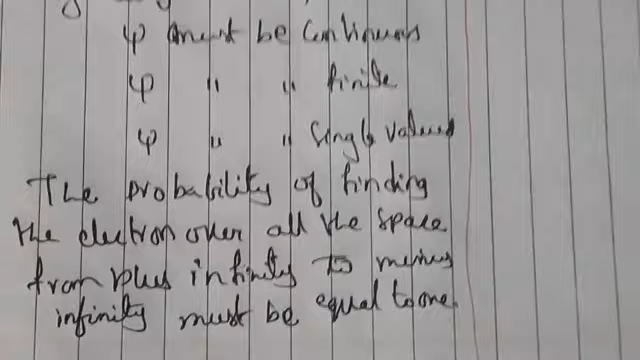 ψ must be continuous
ψ " " finite
ψ " " single valued
The probability of finding
the electron over all the space
from plus infinity to minus
infinity must be equal to one.